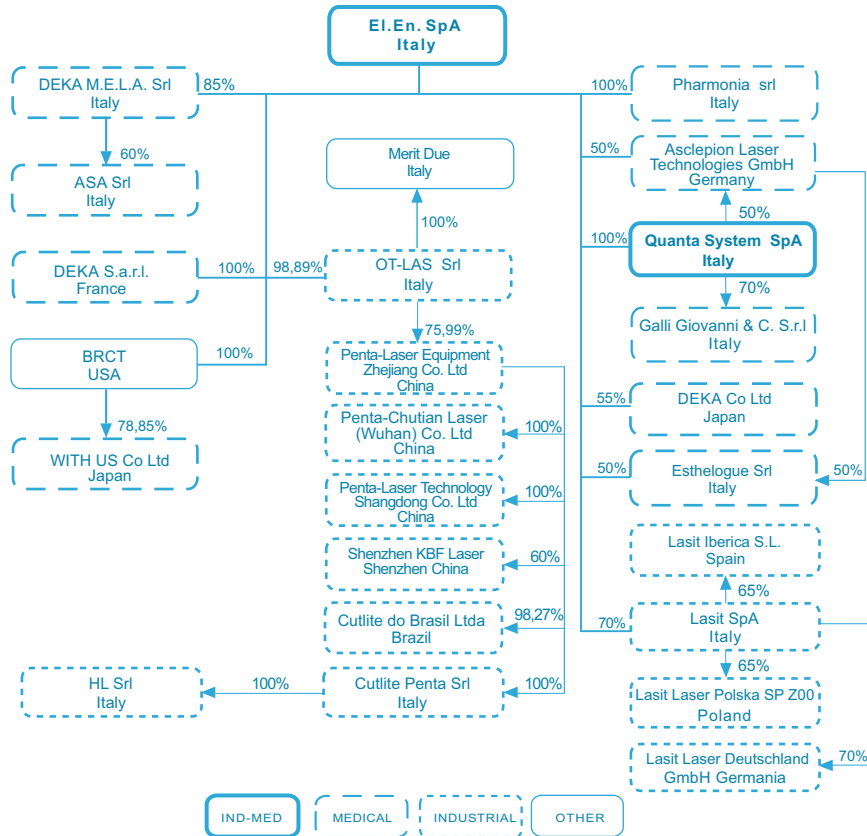 El.En. SpA
Italy
DEKA M.E.L.A. Srl
Italy
85%
100%
Pharmonia srl
Italy
60%
ASA Srl
Italy
Merit Due
Italy
50%
Asclepion Laser
Technologies GmbH
Germany
100%
50%
DEKA S.a.r.l.
France
100%
98,89%
OT-LAS Srl
Italy
100%
Quanta System SpA
Italy
75,99%
70%
BRCT
USA
100%
Penta-Laser Equipment
Zhejiang Co. Ltd
China
Galli Giovanni & C. S.r.l
Italy
78,85%
WITH US Co Ltd
Japan
Penta-Chutian Laser
(Wuhan) Co. Ltd
China
100%
55%
DEKA Co Ltd
Japan
Penta-Laser Technology
Shangdong Co. Ltd
China
100%
50%
Esthelogue Srl
Italy
50%
Shenzhen KBF Laser
Shenzhen China
60%
Lasit Iberica S.L.
Spain
65%
Cutlite do Brasil Ltda
Brazil
98,27%
70%
Lasit SpA
Italy
65%
HL Srl
Italy
100%
Cutlite Penta Srl
Italy
100%
Lasit Laser Polska SP Z00
Poland
Lasit Laser Deutschland
GmbH Germania
70%
IND-MED
MEDICAL
INDUSTRIAL
OTHER